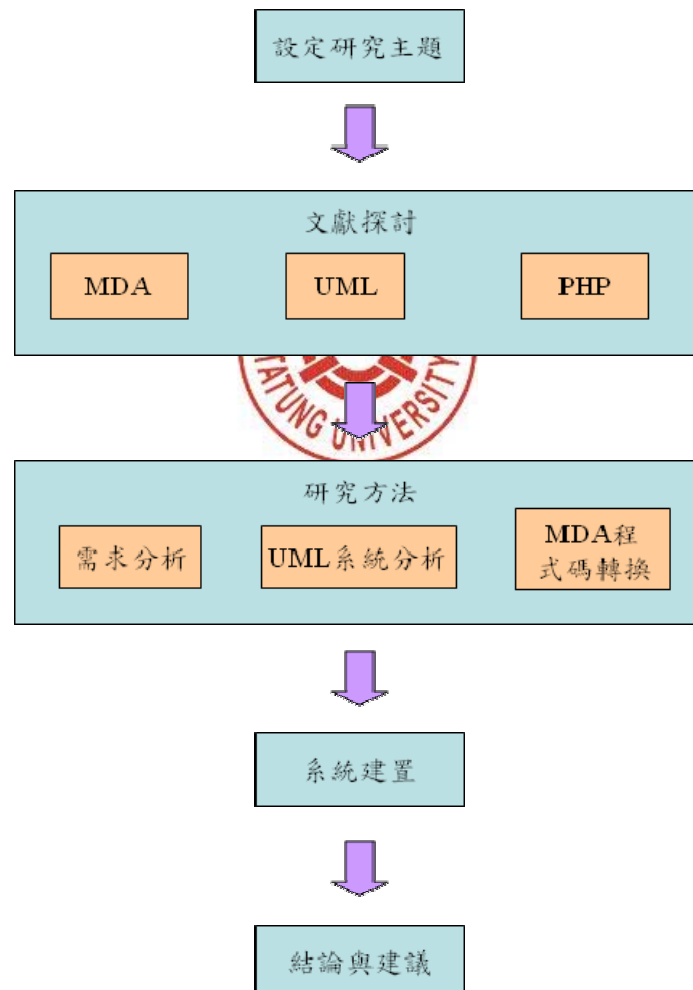 設定研究主題
文獻探討
MDA
UML
PHP
TATUNG UNIVERSITY
研究方法
需求分析
UML系統分析
MDA程
式碼轉換
系統建置
結論與建議